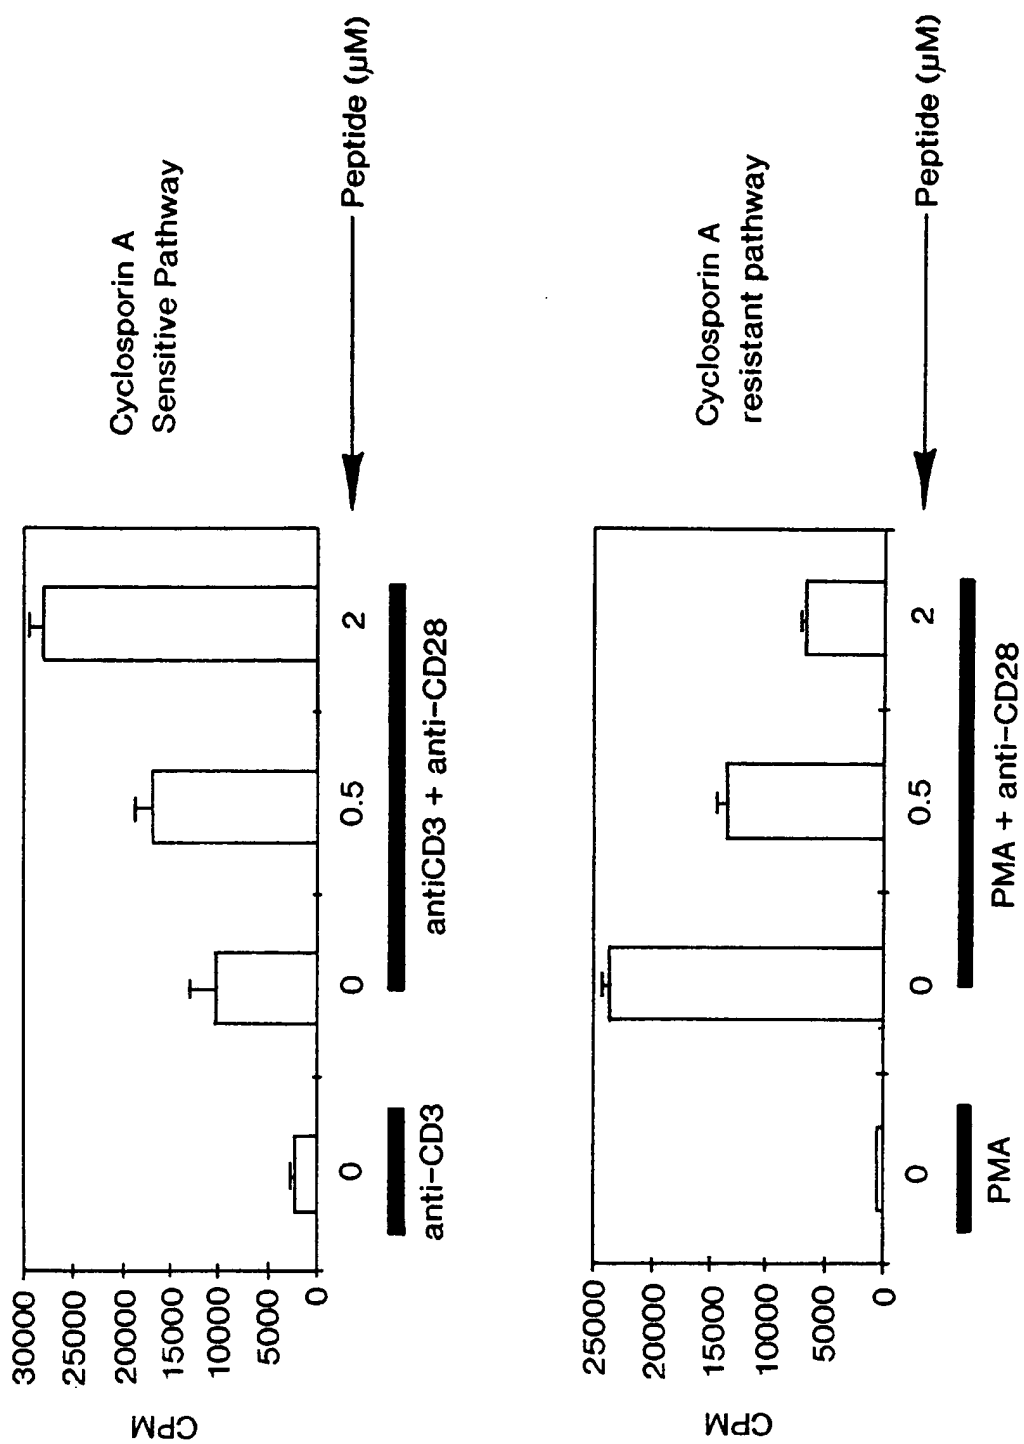 CPM
30000
25000
20000
15000
10000
5000
0
Cyclosporin A
Sensitive Pathway
0 0 0.5 2
Peptide (µM)
anti-CD3
antiCD3 + anti-CD28
CPM
25000
20000
15000
10000
5000
0
Cyclosporin A
resistant pathway
0 0 0.5 2
Peptide (µM)
PMA
PMA + anti-CD28